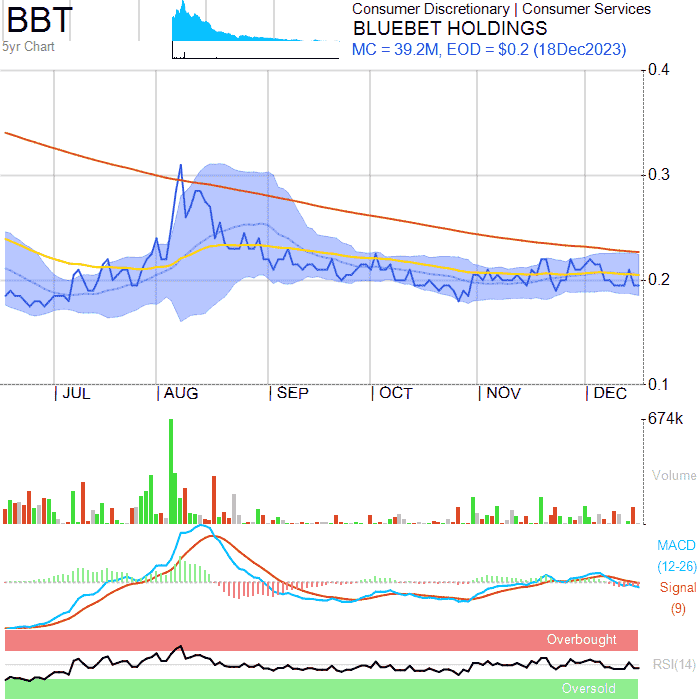 BBT
5yr Chart
Consumer Discretionary | Consumer Services
BLUEBET HOLDINGS
MC = 39.2M, EOD = $0.2 (18Dec2023)
0.4
0.3
0.2
0.1
JUL AUG SEP OCT NOV DEC
674k
Volume
MACD
(12-26)
Signal
(9)
Overbought
RSI(14)
Oversold